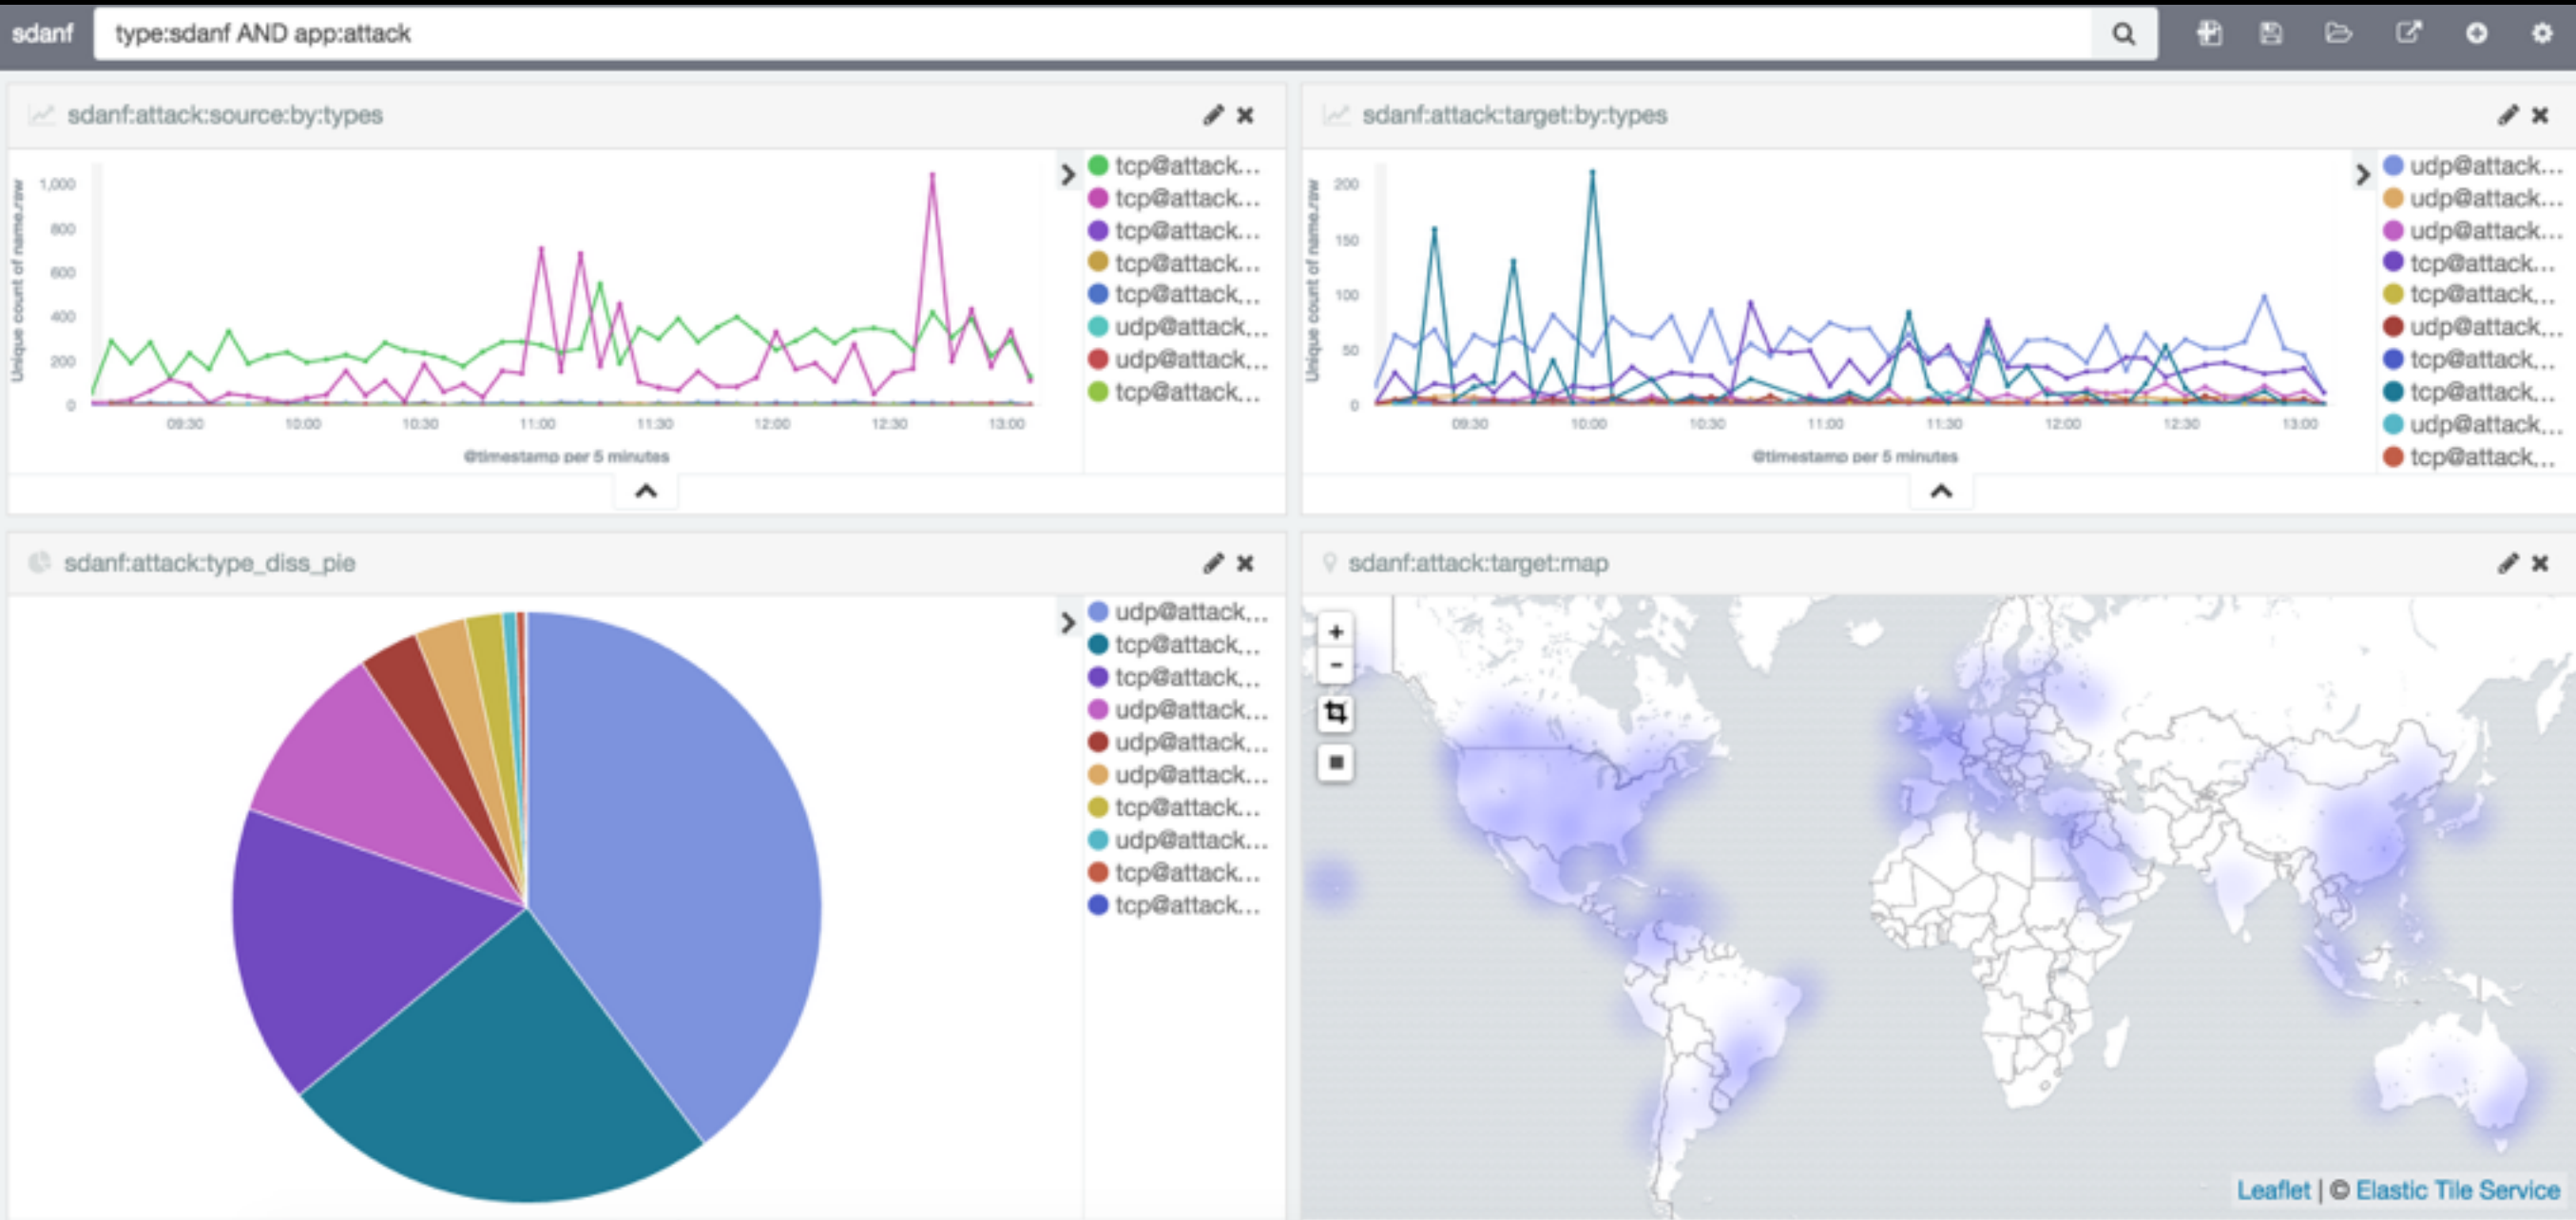 sdanf type:sdanf AND app:attack
sdanf:attack:source:by:types
Unique count of name.raw
1,000
800
600
400
200
0
09:30 10:00 10:30 11:00 11:30 12:00 12:30 13:00
@timestamp per 5 minutes
tcp@attack...
tcp@attack...
tcp@attack...
tcp@attack...
tcp@attack...
udp@attack...
udp@attack...
tcp@attack...
sdanf:attack:target:by:types
Unique count of name.raw
200
150
100
50
0
09:30 10:00 10:30 11:00 11:30 12:00 12:30 13:00
@timestamp per 5 minutes
udp@attack...
udp@attack...
udp@attack...
tcp@attack...
tcp@attack...
udp@attack...
tcp@attack...
tcp@attack...
udp@attack...
tcp@attack...
sdanf:attack:type_diss_pie
udp@attack...
tcp@attack...
tcp@attack...
udp@attack...
udp@attack...
udp@attack...
tcp@attack...
udp@attack...
tcp@attack...
tcp@attack...
sdanf:attack:target:map
+
−
Leaflet | © Elastic Tile Service